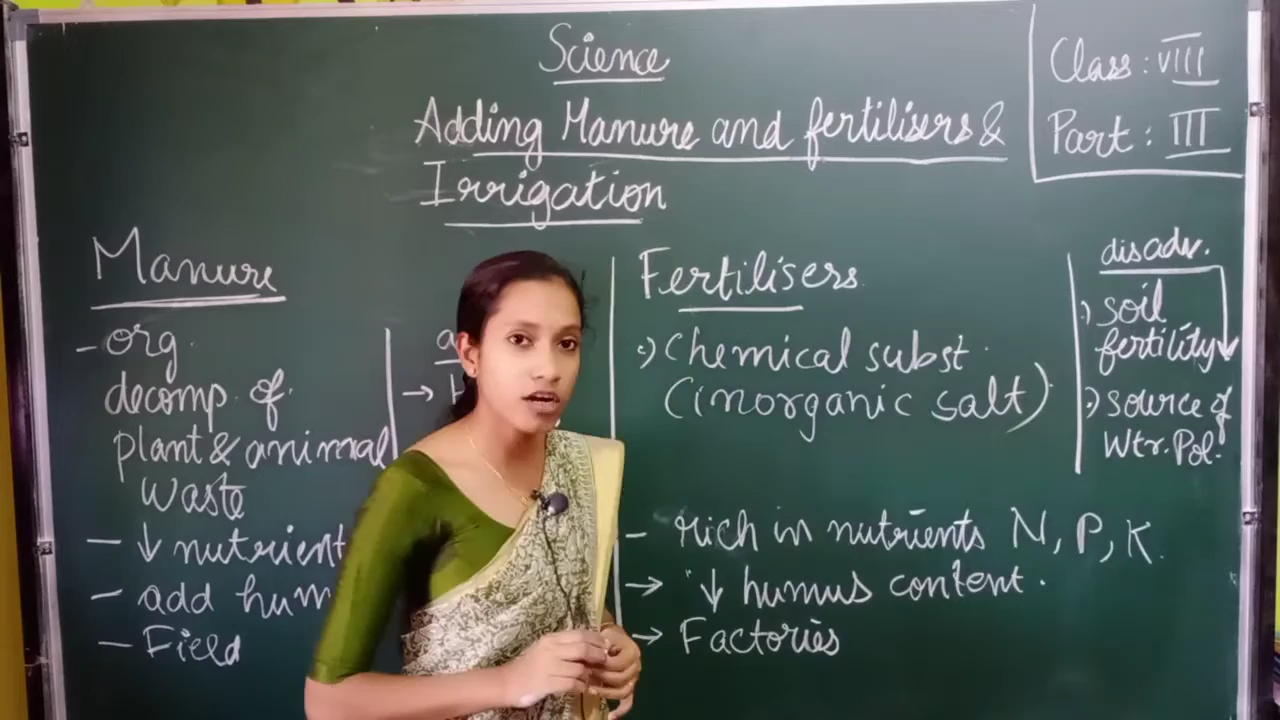 Science
Class : VIII
Part : III
Adding Manure and fertilisers &
Irrigation
Manure
- org.
decomp. of
plant & animal
waste
- ↓ nutrient
- add hum
- Field
→
Fertilisers
·) Chemical subst.
(inorganic salt)
- rich in nutrients N, P, K.
→ ↓ humus content.
→ Factories
disadv.
·) soil
fertility ↓
·) source of
Wtr. Pol.